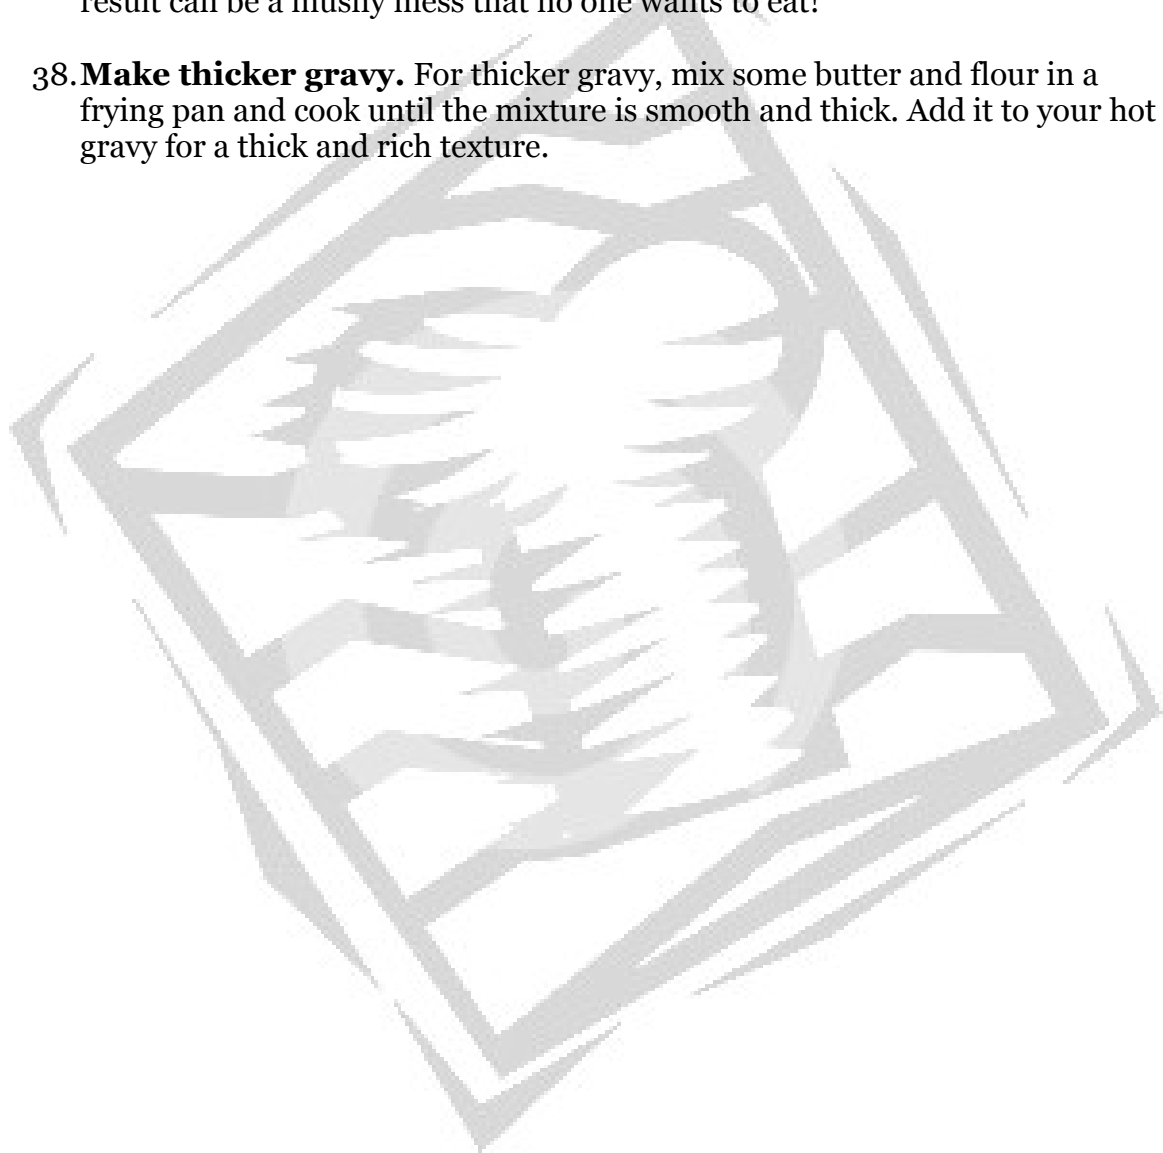 result can be a mushy mess that no one wants to eat!
38. Make thicker gravy. For thicker gravy, mix some butter and flour in a
frying pan and cook until the mixture is smooth and thick. Add it to your hot
gravy for a thick and rich texture.